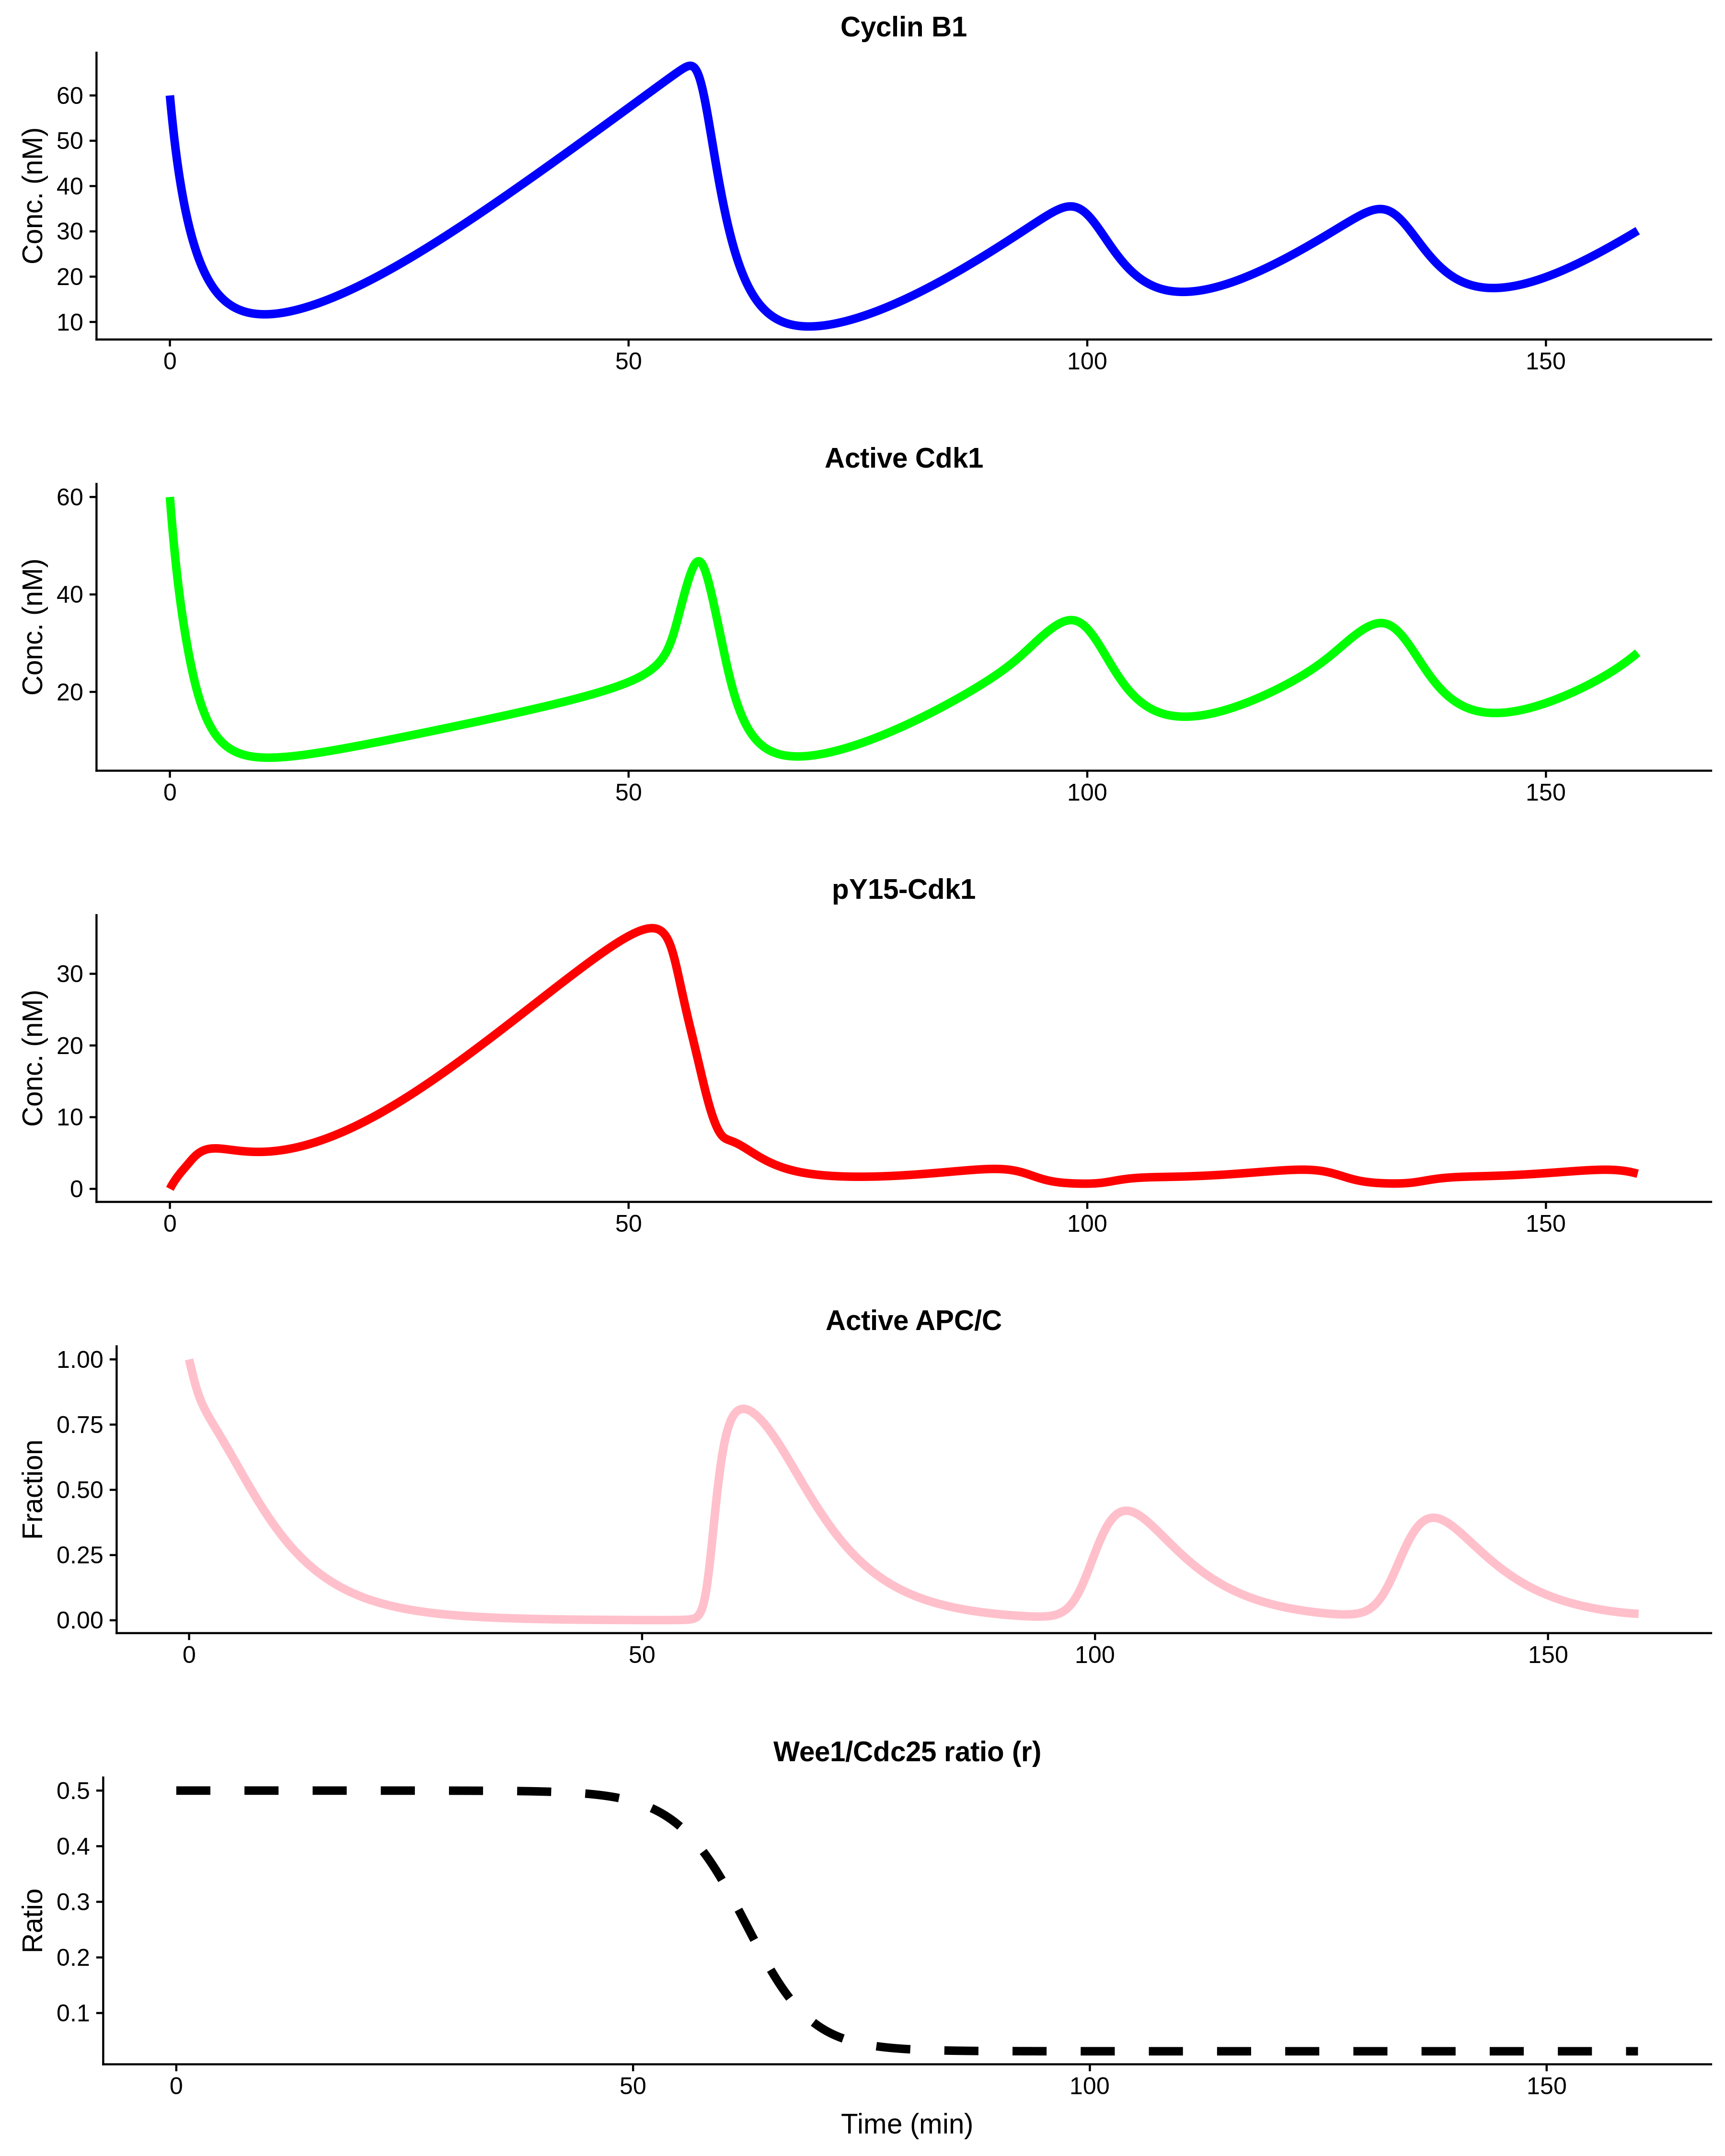 Cyclin B1
Conc. (nM)
60
50
40
30
20
10
0 50 100 150
Active Cdk1
Conc. (nM)
60
40
20
0 50 100 150
pY15-Cdk1
Conc. (nM)
30
20
10
0
0 50 100 150
Active APC/C
Fraction
1.00
0.75
0.50
0.25
0.00
0 50 100 150
Wee1/Cdc25 ratio (r)
Ratio
0.5
0.4
0.3
0.2
0.1
0 50 100 150
Time (min)